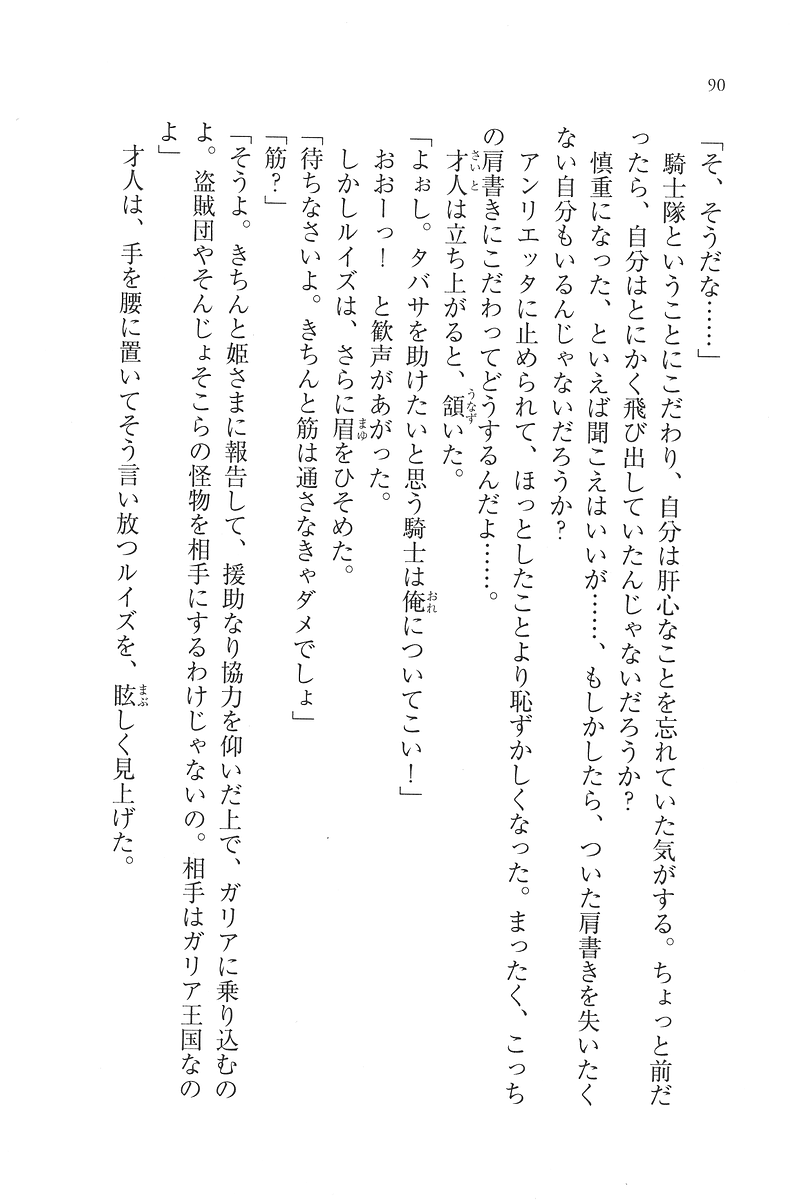 90
「そ、そうだな……」
騎士隊ということにこだわり、自分は肝心なことを忘れていた気がする。ちょっと前だ
ったら、自分はとにかく飛び出していたんじゃないだろうか?
慎重になった、といえば聞こえはいいが……、もしかしたら、ついた肩書きを失いたく
ない自分もいるんじゃないだろうか?
アンリエッタに止められて、ほっとしたことより恥ずかしくなった。まったく、こっち
の肩書きにこだわってどうするんだよ……。
才人は立ち上がると、頷いた。
「よぉし。タバサを助けたいと思う騎士は俺についてこい!」
おおーっ! と歓声があがった。
しかしルイズは、さらに眉をひそめた。
「待ちなさいよ。きちんと筋は通さなきゃダメでしょ」
「筋?」
「そうよ。きちんと姫さまに報告して、援助なり協力を仰いだ上で、ガリアに乗り込むの
よ。盗賊団やそんじょそこらの怪物を相手にするわけじゃないの。相手はガリア王国なの
よ」
才人は、手を腰に置いてそう言い放つルイズを、眩しく見上げた。